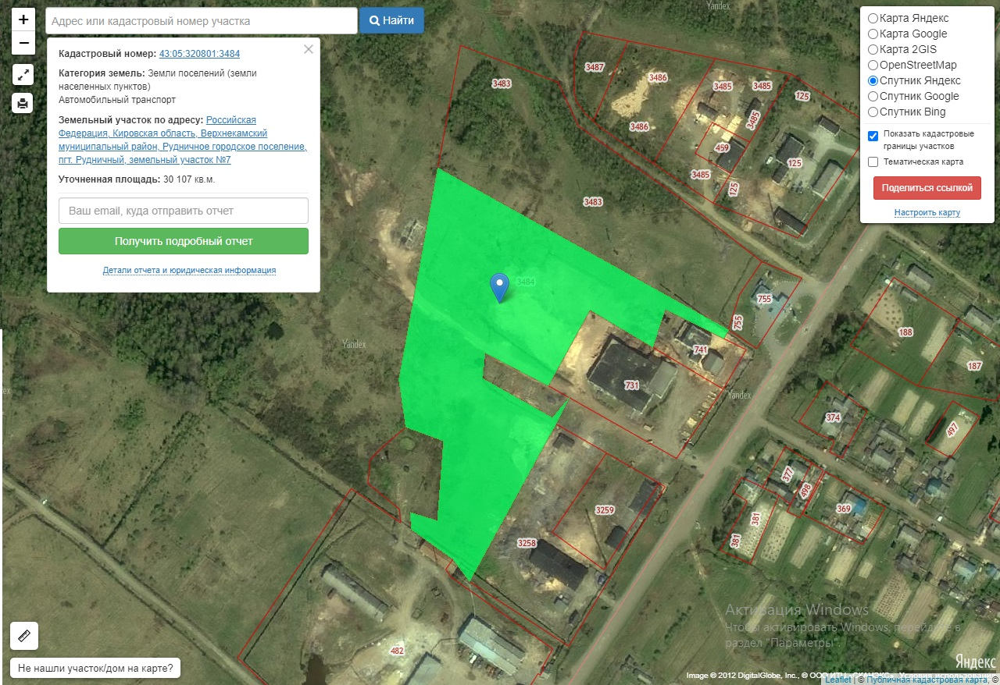 +
−
Адрес или кадастровый номер участка
Найти
Кадастровый номер: 43:05:320801:3484
Категория земель: Земли поселений (земли
населенных пунктов)
Автомобильный транспорт
Земельный участок по адресу: Российская
Федерация, Кировская область, Верхнекамский
муниципальный район, Рудничное городское поселение,
пгт. Рудничный, земельный участок №7
Уточненная площадь: 30 107 кв.м.
Ваш email, куда отправить отчет
Получить подробный отчет
Детали отчета и юридическая информация
Карта Яндекс
Карта Google
Карта 2GIS
OpenStreetMap
Спутник Яндекс
Спутник Google
Спутник Bing
Показать кадастровые
границы участков
Тематическая карта
Поделиться ссылкой
Настроить карту
Yandex
3487
3486
3483
3485
3485
125
3485
3486
459
125
3485
125
3483
3484
755
755
741
731
188
187
Yandex
Yandex
374
497
377
498
369
381
381
3259
3258
482
Активация Windows
Чтобы активировать Windows, перейдите в
раздел "Параметры".
Не нашли участок/дом на карте?
Яндекс
Image © 2012 DigitalGlobe, Inc., © ООО ИТЦ «СКАНЭКС», Условия использования
Leaflet | © Публичная кадастровая карта, ©